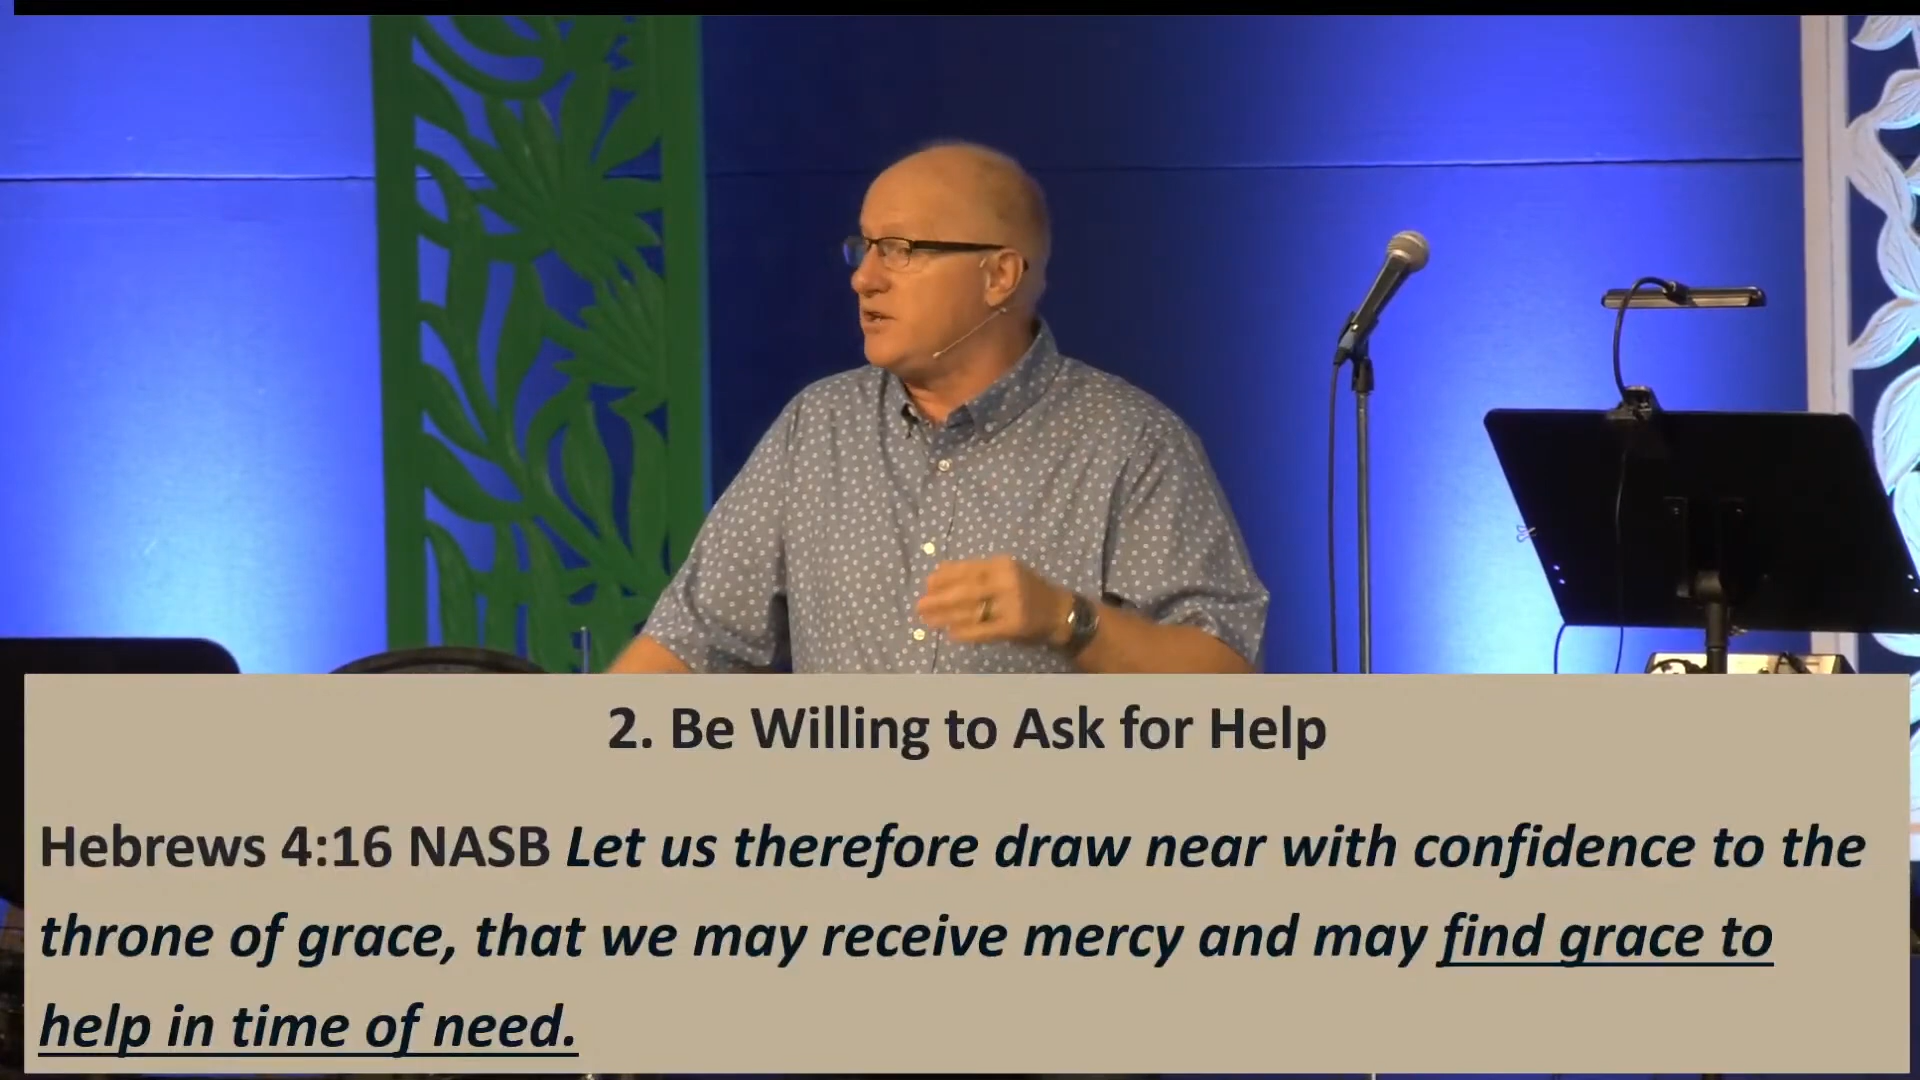 2. Be Willing to Ask for Help
Hebrews 4:16 NASB Let us therefore draw near with confidence to the
throne of grace, that we may receive mercy and may find grace to
help in time of need.